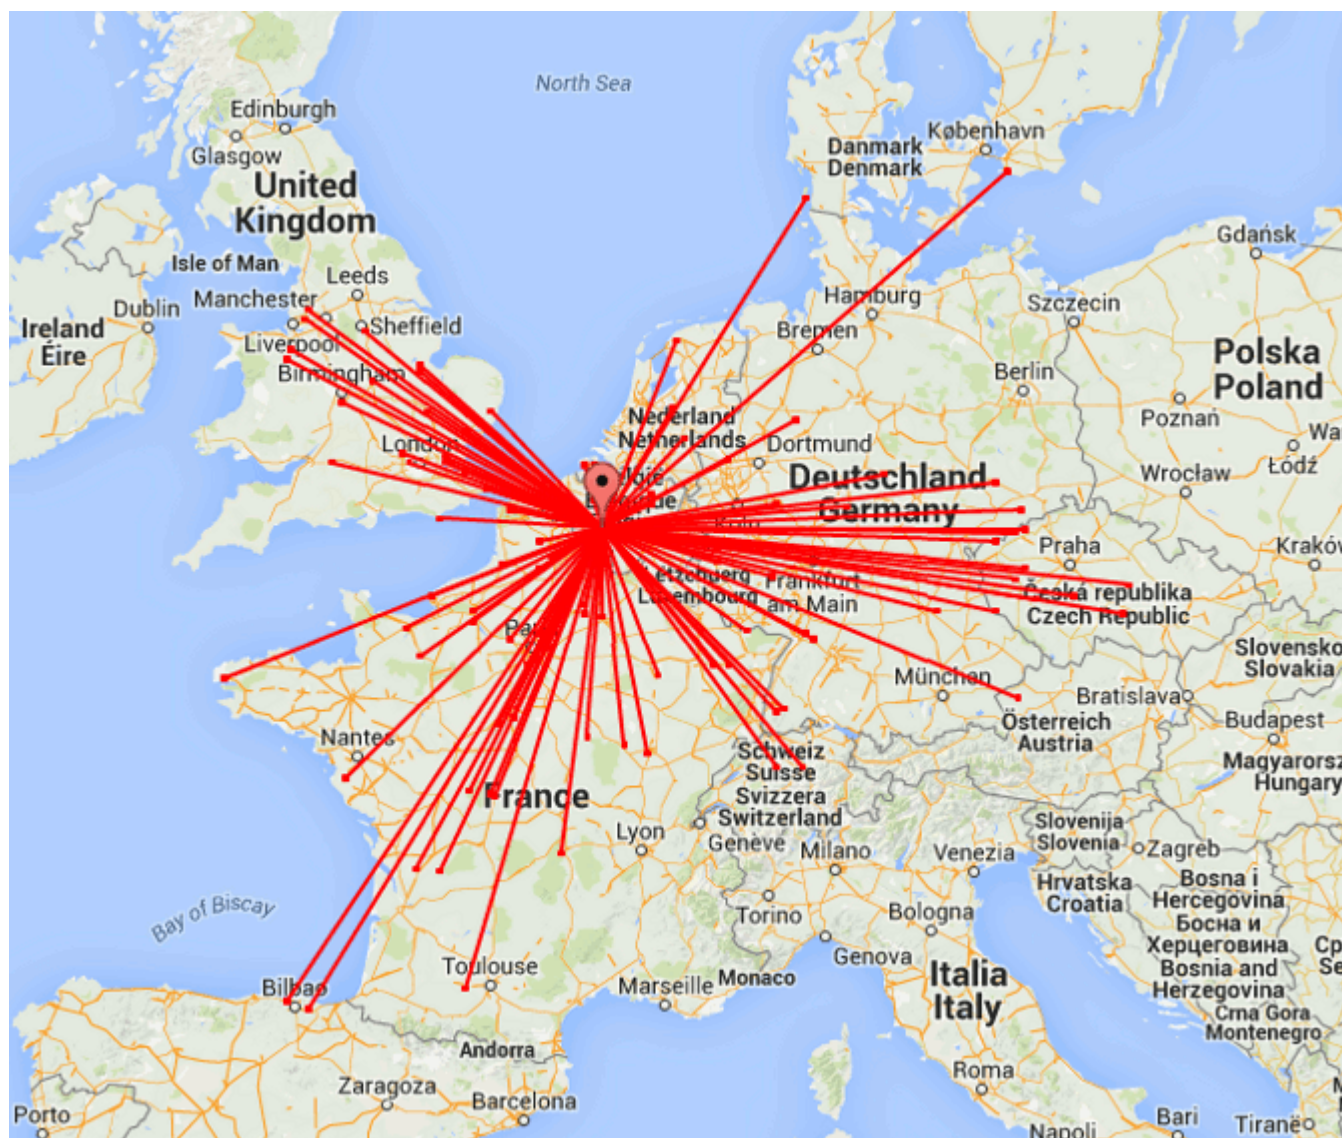 North Sea
Edinburgh
Glasgow
København
Danmark
Denmark
United
Kingdom
Gdańsk
Isle of Man
Leeds
Manchester
Dublin
Sheffield
Ireland
Éire
Liverpool
Birmingham
Hamburg
Szczecin
Bremen
Polska
Poland
Berlin
Poznań
Nederland
Netherlands
London
Dortmund
Deutschland
Germany
Wrocław
Łódź
Praha
Kraków
Luxembourg
Frankfurt
am Main
Česká republika
Czech Republic
Slovensko
Slovakia
München
Bratislava
Österreich
Austria
Budapest
Nantes
Schweiz
Suisse
Svizzera
Switzerland
France
Lyon
Genève
Milano
Venezia
Slovenija
Slovenia
Zagreb
Hrvatska
Croatia
Bosna i
Hercegovina
Босна и
Херцеговина
Bosnia and
Herzegovina
Torino
Bologna
Genova
Bay of Biscay
Toulouse
Bilbao
Marseille
Monaco
Italia
Italy
Crna Gora
Montenegro
Andorra
Zaragoza
Barcelona
Roma
Porto
Bari
Napoli